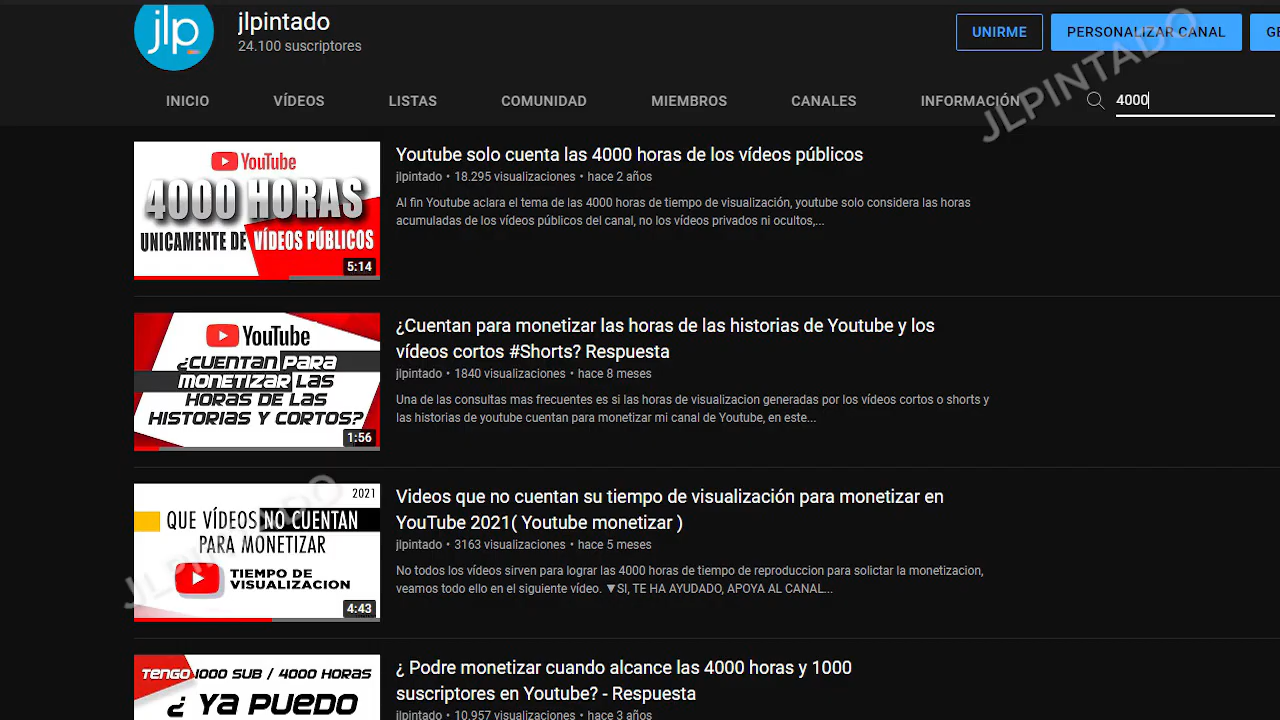 jlp
jlpintado
24.100 suscriptores
UNIRME
PERSONALIZAR CANAL
GE
INICIO
VÍDEOS
LISTAS
COMUNIDAD
MIEMBROS
CANALES
INFORMACIÓN
4000
JLPINTADO
YouTube
4000 HORAS
UNICAMENTE DE VÍDEOS PÚBLICOS
5:14
Youtube solo cuenta las 4000 horas de los vídeos públicos
jlpintado • 18.295 visualizaciones • hace 2 años
Al fin Youtube aclara el tema de las 4000 horas de tiempo de visualización, youtube solo considera las horas
acumuladas de los vídeos públicos del canal, no los vídeos privados ni ocultos,...
YouTube
¿CUENTAN PARA
MONETIZAR LAS
HORAS DE LAS
HISTORIAS Y CORTOS?
1:56
¿Cuentan para monetizar las horas de las historias de Youtube y los
vídeos cortos #Shorts? Respuesta
jlpintado • 1840 visualizaciones • hace 8 meses
Una de las consultas mas frecuentes es si las horas de visualizacion generadas por los vídeos cortos o shorts y
las historias de youtube cuentan para monetizar mi canal de Youtube, en este...
2021
QUE VÍDEOS NO CUENTAN
PARA MONETIZAR
TIEMPO DE
VISUALIZACION
4:43
JLPINTADO
Videos que no cuentan su tiempo de visualización para monetizar en
YouTube 2021( Youtube monetizar )
jlpintado • 3163 visualizaciones • hace 5 meses
No todos los vídeos sirven para lograr las 4000 horas de tiempo de reproduccion para solictar la monetizacion,
veamos todo ello en el siguiente vídeo. ▼SI, TE HA AYUDADO, APOYA AL CANAL...
TENGO 1000 SUB / 4000 HORAS
¿ YA PUEDO
¿ Podre monetizar cuando alcance las 4000 horas y 1000
suscriptores en Youtube? - Respuesta
jlpintado • 10.957 visualizaciones • hace 3 años